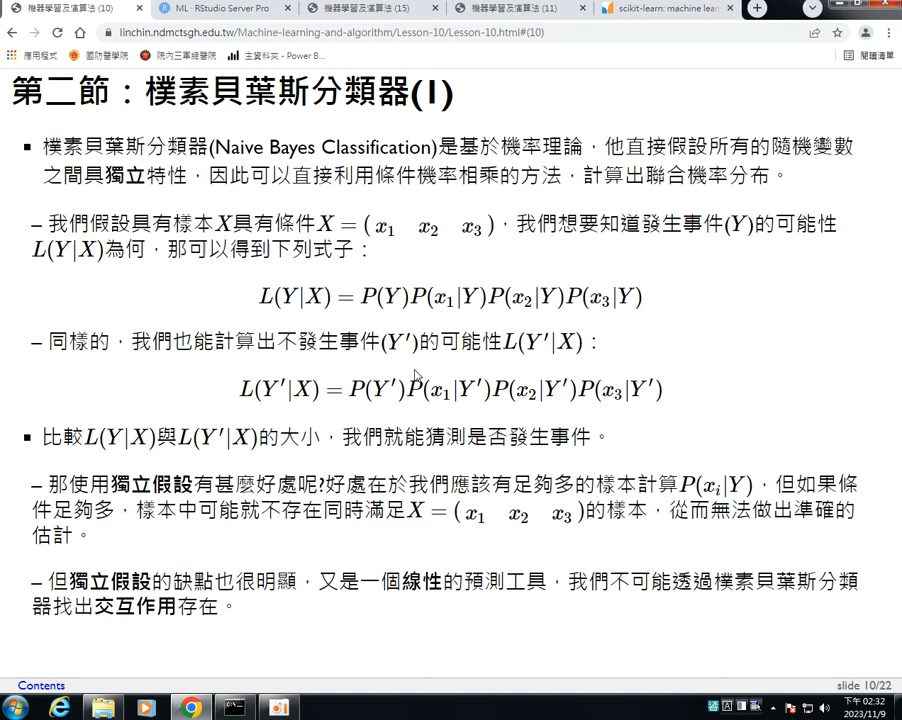 機器學習及演算法 (10)
ML - RStudio Server Pro
機器學習及演算法 (15)
機器學習及演算法 (11)
scikit-learn: machine lear
linchin.ndmctsgh.edu.tw/Machine-learning-and-algorithm/Lesson-10/Lesson-10.html#(10)
應用程式
國防醫學院
院內三軍總醫院
主資料夾 - Power B...
閱讀清單
第二節：樸素貝葉斯分類器(1)
樸素貝葉斯分類器(Naive Bayes Classification)是基於機率理論，他直接假設所有的隨機變數
之間具獨立特性，因此可以直接利用條件機率相乘的方法，計算出聯合機率分布。
– 我們假設具有樣本X具有條件X = ( x1 x2 x3 )，我們想要知道發生事件(Y)的可能性
L(Y|X)為何，那可以得到下列式子：
L(Y|X) = P(Y)P(x1|Y)P(x2|Y)P(x3|Y)
– 同樣的，我們也能計算出不發生事件(Y′)的可能性L(Y′|X)：
L(Y′|X) = P(Y′)P(x1|Y′)P(x2|Y′)P(x3|Y′)
比較L(Y|X)與L(Y′|X)的大小，我們就能猜測是否發生事件。
– 那使用獨立假設有甚麼好處呢?好處在於我們應該有足夠多的樣本計算P(xi|Y)，但如果條
件足夠多，樣本中可能就不存在同時滿足X = ( x1 x2 x3 )的樣本，從而無法做出準確的
估計。
– 但獨立假設的缺點也很明顯，又是一個線性的預測工具，我們不可能透過樸素貝葉斯分類
器找出交互作用存在。
Contents
slide 10/22
下午 02:32
2023/11/9